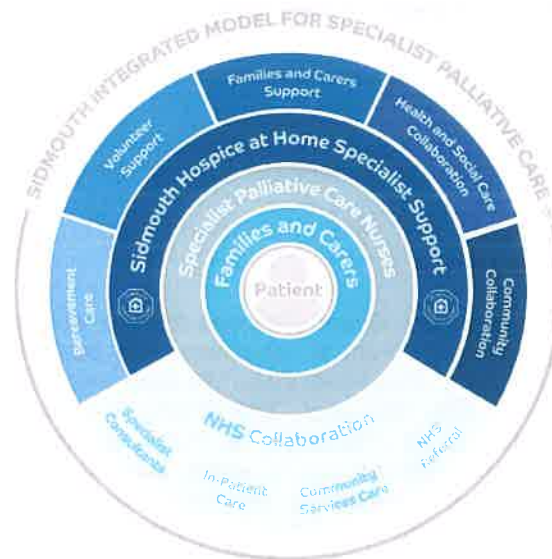 SIDMOUTH INTEGRATED MODEL FOR SPECIALIST PALLIATIVE CARE
Families and Carers
Support
Volunteer
Support
Health and Social Care
Collaboration
Bereavement
Care
Community
Collaboration
Sidmouth Hospice at Home Specialist Support
Specialist Palliative Care Nurses
Families and Carers
Patient
NHS Collaboration
Specialist
Consultants
In-Patient
Care
Community
Services Care
NHS
Referral